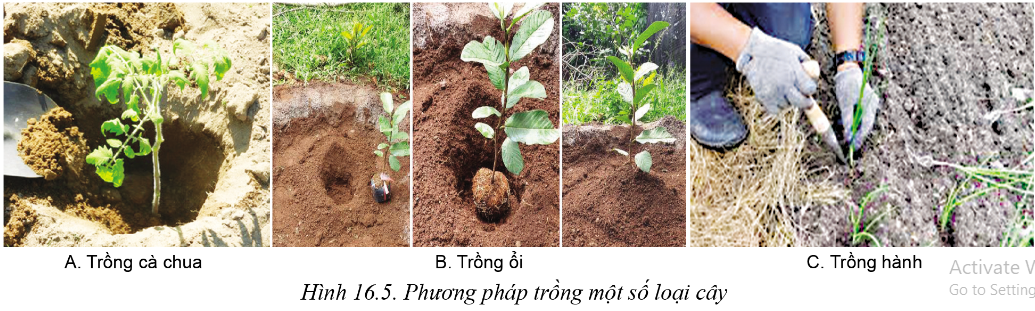 A. Trồng cà chua
B. Trồng ổi
C. Trồng hành
Hình 16.5. Phương pháp trồng một số loại cây
Activate
Go to Setting